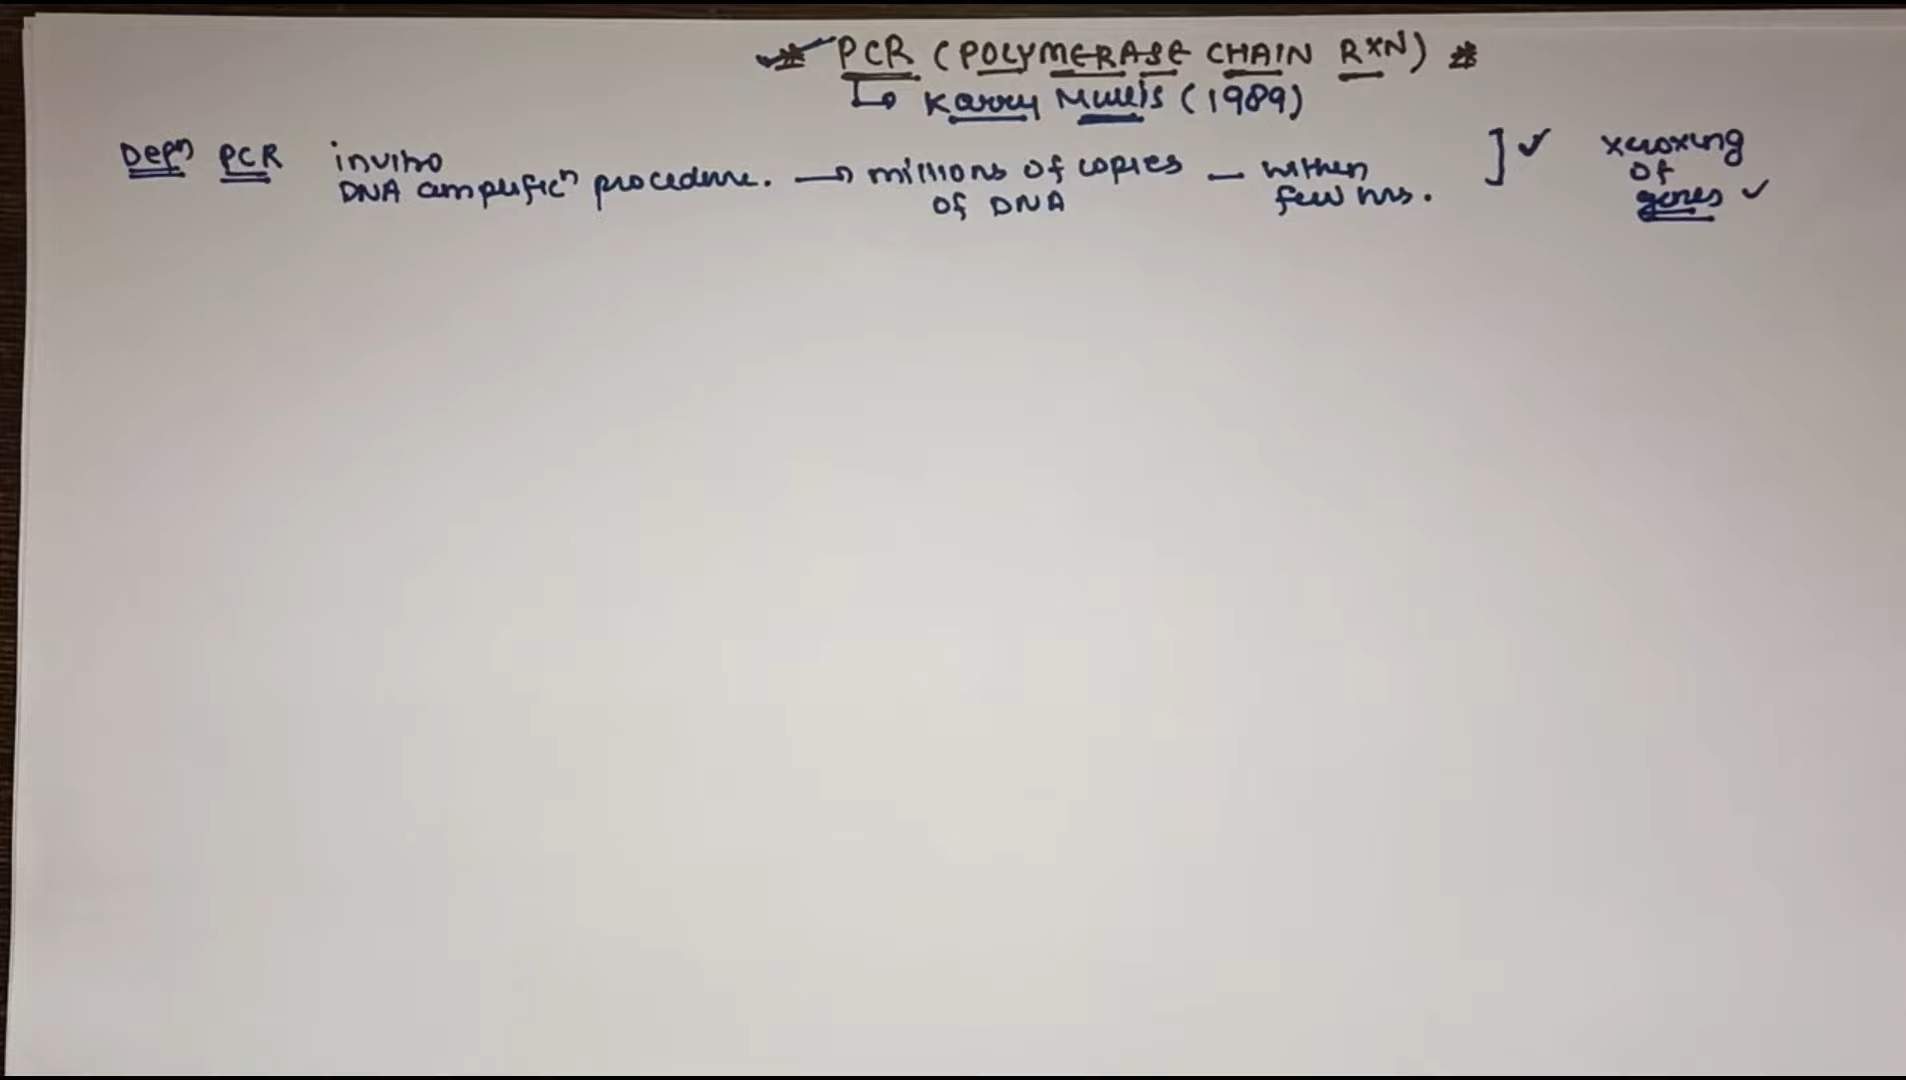 * PCR (POLYMERASE CHAIN RXN) *
↳ Karry Mullis (1989)
Defn PCR invitro
DNA amplificn procedure. → millions of copies of DNA – within few hrs. ] ✓
xeroxing
of
genes ✓